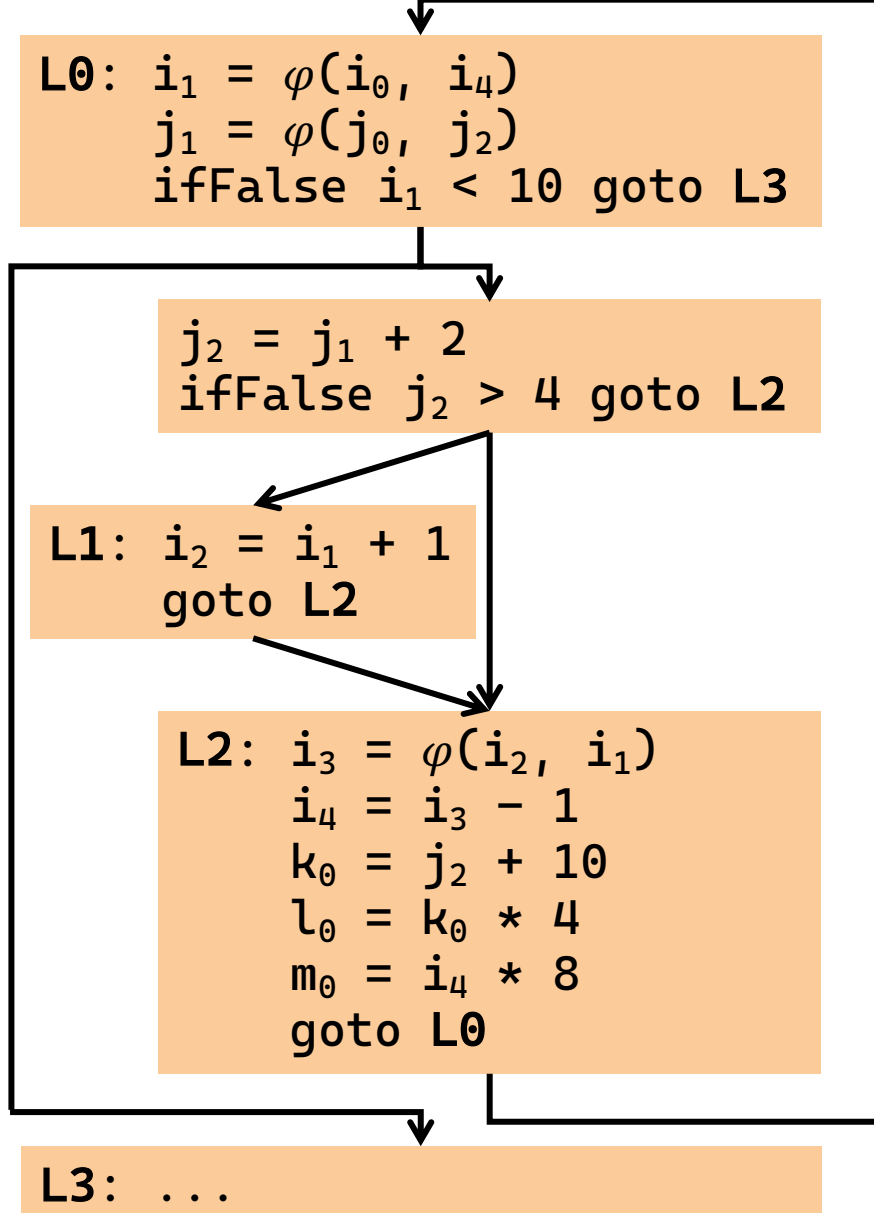 L0: i₁ = φ(i₀, i₄)
j₁ = φ(j₀, j₂)
ifFalse i₁ < 10 goto L3
j₂ = j₁ + 2
ifFalse j₂ > 4 goto L2
L1: i₂ = i₁ + 1
goto L2
L2: i₃ = φ(i₂, i₁)
i₄ = i₃ − 1
k₀ = j₂ + 10
l₀ = k₀ * 4
m₀ = i₄ * 8
goto L0
L3: ...